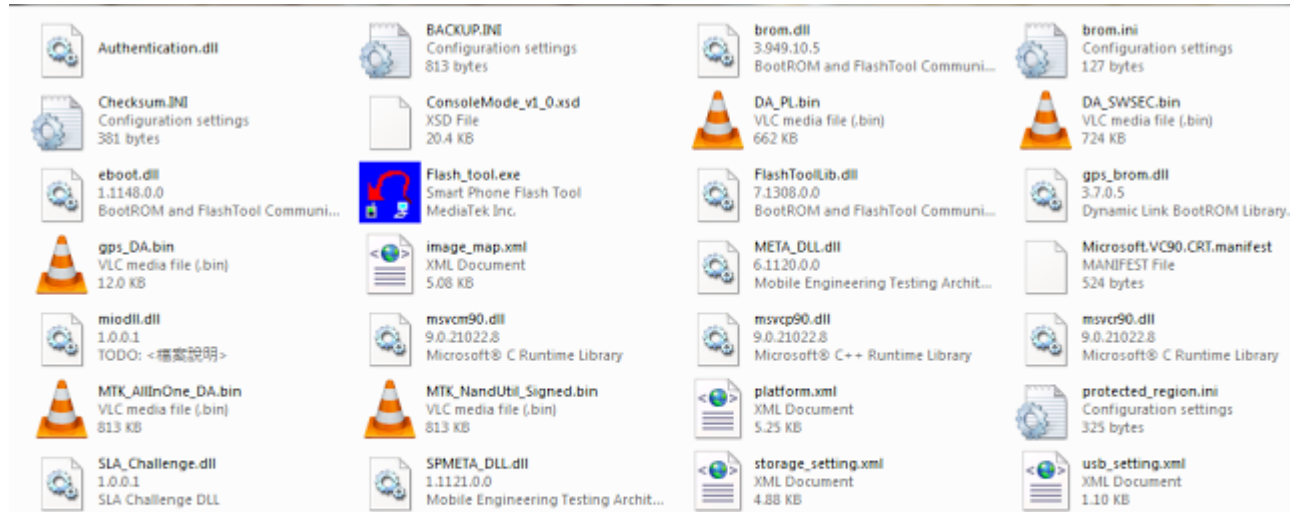 Authentication.dll
BACKUP.INI
Configuration settings
813 bytes
brom.dll
3.949.10.5
BootROM and FlashTool Communi...
brom.ini
Configuration settings
127 bytes
Checksum.INI
Configuration settings
381 bytes
ConsoleMode_v1_0.xsd
XSD File
20.4 KB
DA_PL.bin
VLC media file (.bin)
662 KB
DA_SWSEC.bin
VLC media file (.bin)
724 KB
eboot.dll
1.1148.0.0
BootROM and FlashTool Communi...
Flash_tool.exe
Smart Phone Flash Tool
MediaTek Inc.
FlashToolLib.dll
7.1308.0.0
BootROM and FlashTool Communi...
gps_brom.dll
3.7.0.5
Dynamic Link BootROM Library.
gps_DA.bin
VLC media file (.bin)
12.0 KB
image_map.xml
XML Document
5.08 KB
META_DLL.dll
6.1120.0.0
Mobile Engineering Testing Archit...
Microsoft.VC90.CRT.manifest
MANIFEST File
524 bytes
miodll.dll
1.0.0.1
TODO: <檔案說明>
msvcm90.dll
9.0.21022.8
Microsoft® C Runtime Library
msvcp90.dll
9.0.21022.8
Microsoft® C++ Runtime Library
msvcr90.dll
9.0.21022.8
Microsoft® C Runtime Library
MTK_AllInOne_DA.bin
VLC media file (.bin)
813 KB
MTK_NandUtil_Signed.bin
VLC media file (.bin)
813 KB
platform.xml
XML Document
5.25 KB
protected_region.ini
Configuration settings
325 bytes
SLA_Challenge.dll
1.0.0.1
SLA Challenge DLL
SPMETA_DLL.dll
1.1121.0.0
Mobile Engineering Testing Archit...
storage_setting.xml
XML Document
4.88 KB
usb_setting.xml
XML Document
1.10 KB